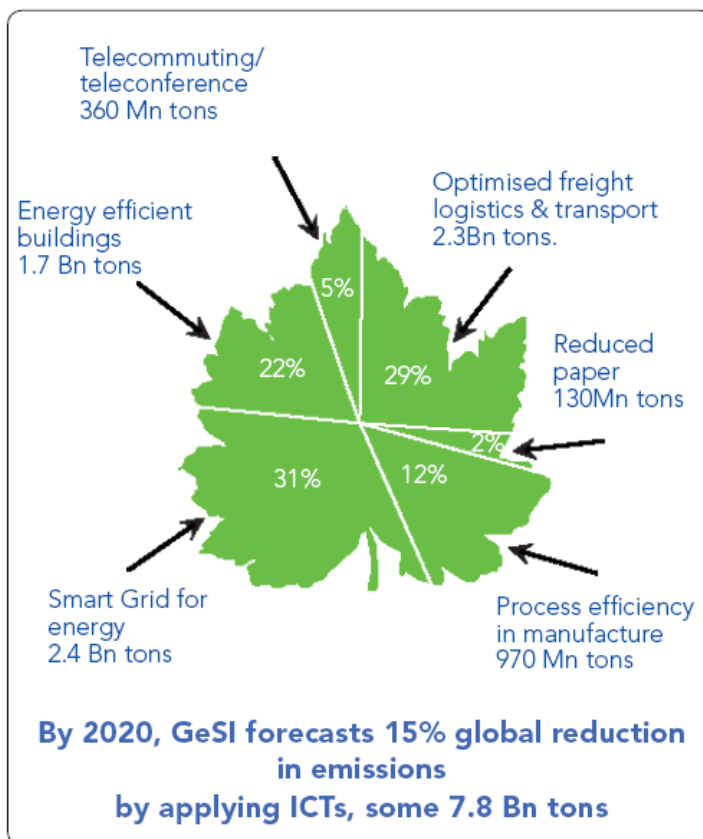 Telecommuting/
teleconference
360 Mn tons
Optimised freight
logistics & transport
2.3Bn tons.
Energy efficient
buildings
1.7 Bn tons
5%
22%
29%
Reduced
paper
130Mn tons
2%
12%
31%
Smart Grid for
energy
2.4 Bn tons
Process efficiency
in manufacture
970 Mn tons
By 2020, GeSI forecasts 15% global reduction
in emissions
by applying ICTs, some 7.8 Bn tons